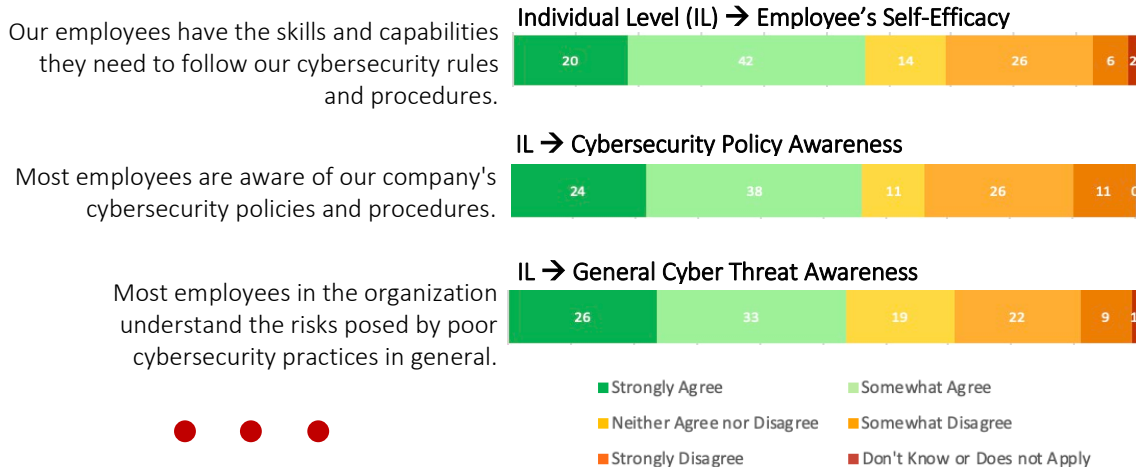 Individual Level (IL) → Employee's Self-Efficacy
Our employees have the skills and capabilities
they need to follow our cybersecurity rules
and procedures.
20 42 14 26 6 2
IL → Cybersecurity Policy Awareness
Most employees are aware of our company's
cybersecurity policies and procedures.
24 38 11 26 11 0
IL → General Cyber Threat Awareness
Most employees in the organization
understand the risks posed by poor
cybersecurity practices in general.
26 33 19 22 9 1
Strongly Agree
Somewhat Agree
Neither Agree nor Disagree
Somewhat Disagree
Strongly Disagree
Don't Know or Does not Apply